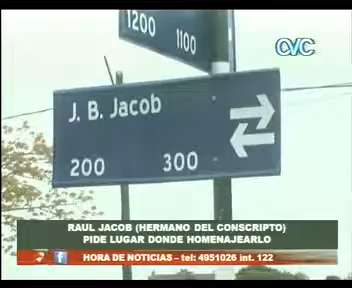 1200 1100
CVC
J. B. Jacob
200 300
RAUL JACOB (HERMANO DEL CONSCRIPTO)
PIDE LUGAR DONDE HOMENAJEARLO
f HORA DE NOTICIAS – tel: 4951026 int. 122